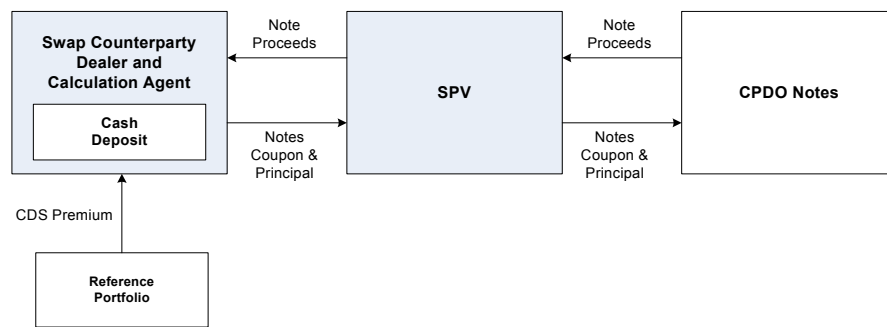 Swap Counterparty
Dealer and
Calculation Agent
Cash
Deposit
Note
Proceeds
Notes
Coupon &
Principal
SPV
Note
Proceeds
Notes
Coupon &
Principal
CPDO Notes
CDS Premium
Reference
Portfolio